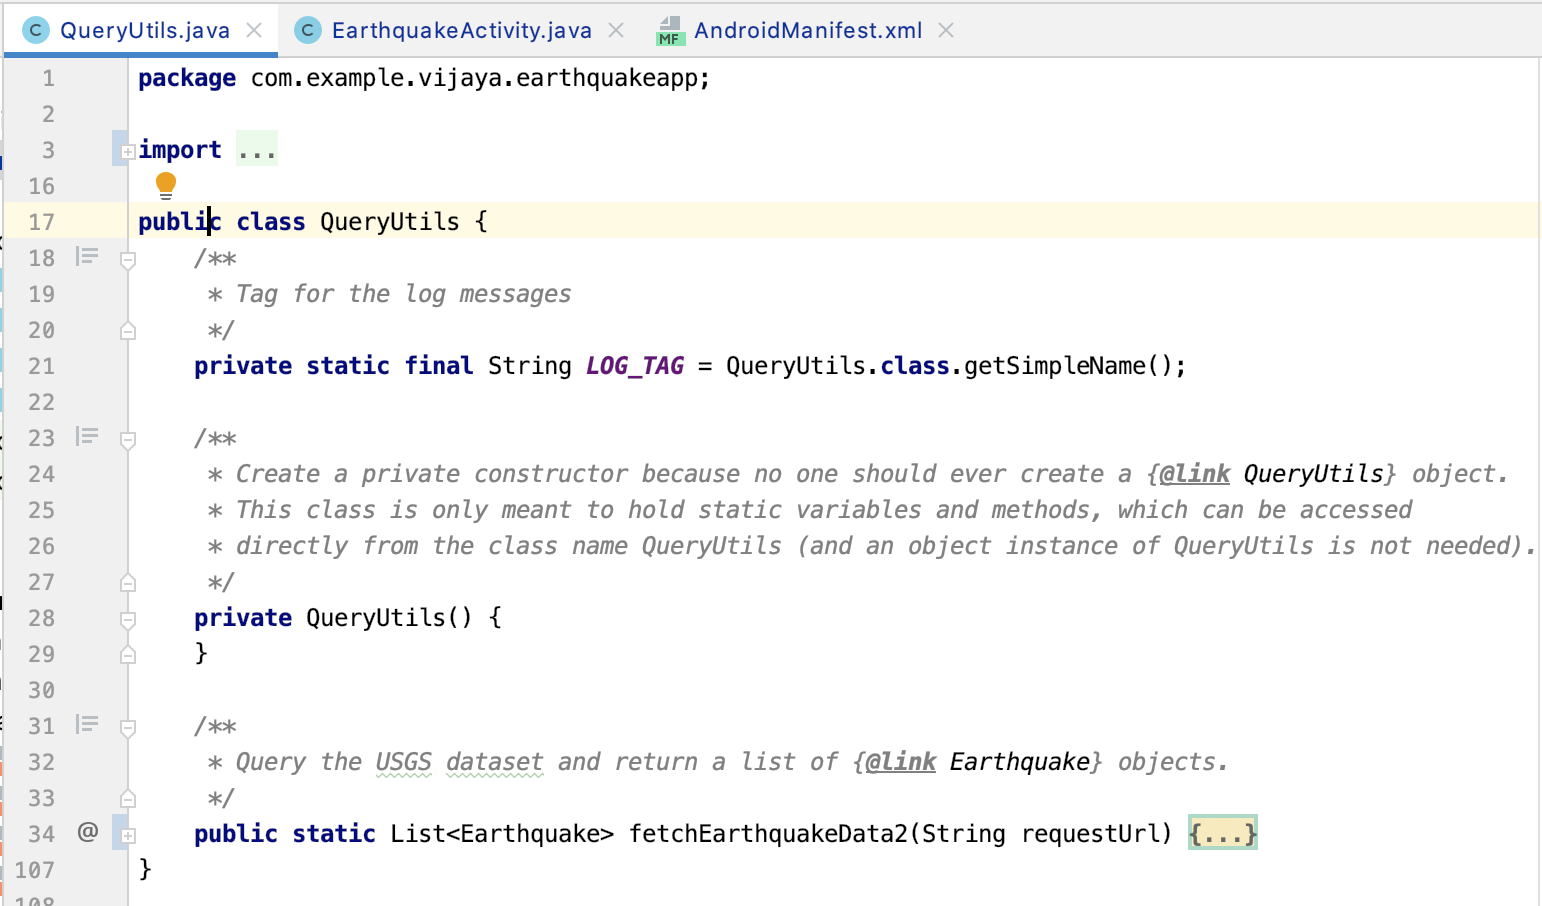 QueryUtils.java EarthquakeActivity.java MF AndroidManifest.xml
1 package com.example.vijaya.earthquakeapp;
2
3 import ...
16
17 public class QueryUtils {
18 /**
19 * Tag for the log messages
20 */
21 private static final String LOG_TAG = QueryUtils.class.getSimpleName();
22
23 /**
24 * Create a private constructor because no one should ever create a {@link QueryUtils} object.
25 * This class is only meant to hold static variables and methods, which can be accessed
26 * directly from the class name QueryUtils (and an object instance of QueryUtils is not needed).
27 */
28 private QueryUtils() {
29 }
30
31 /**
32 * Query the USGS dataset and return a list of {@link Earthquake} objects.
33 */
34 @ public static List<Earthquake> fetchEarthquakeData2(String requestUrl) {...}
107 }
108